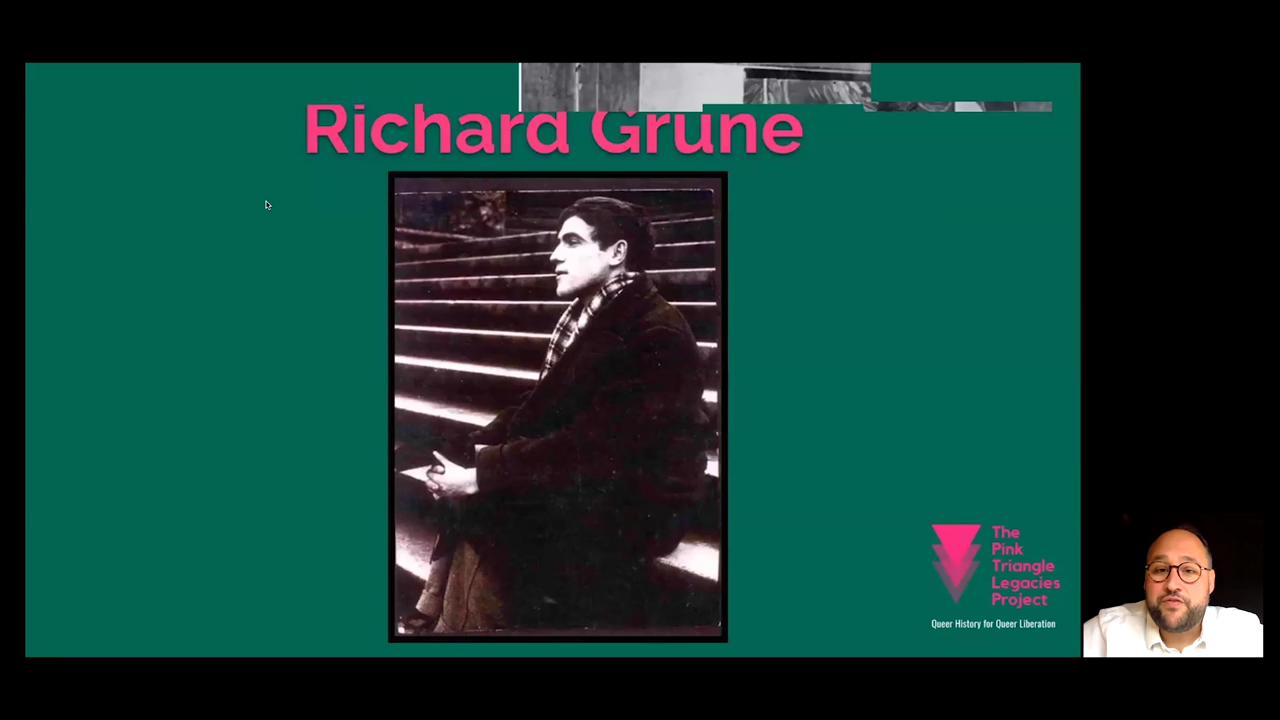 Richard Grune
The
Pink
Triangle
Legacies
Project
Queer History for Queer Liberation